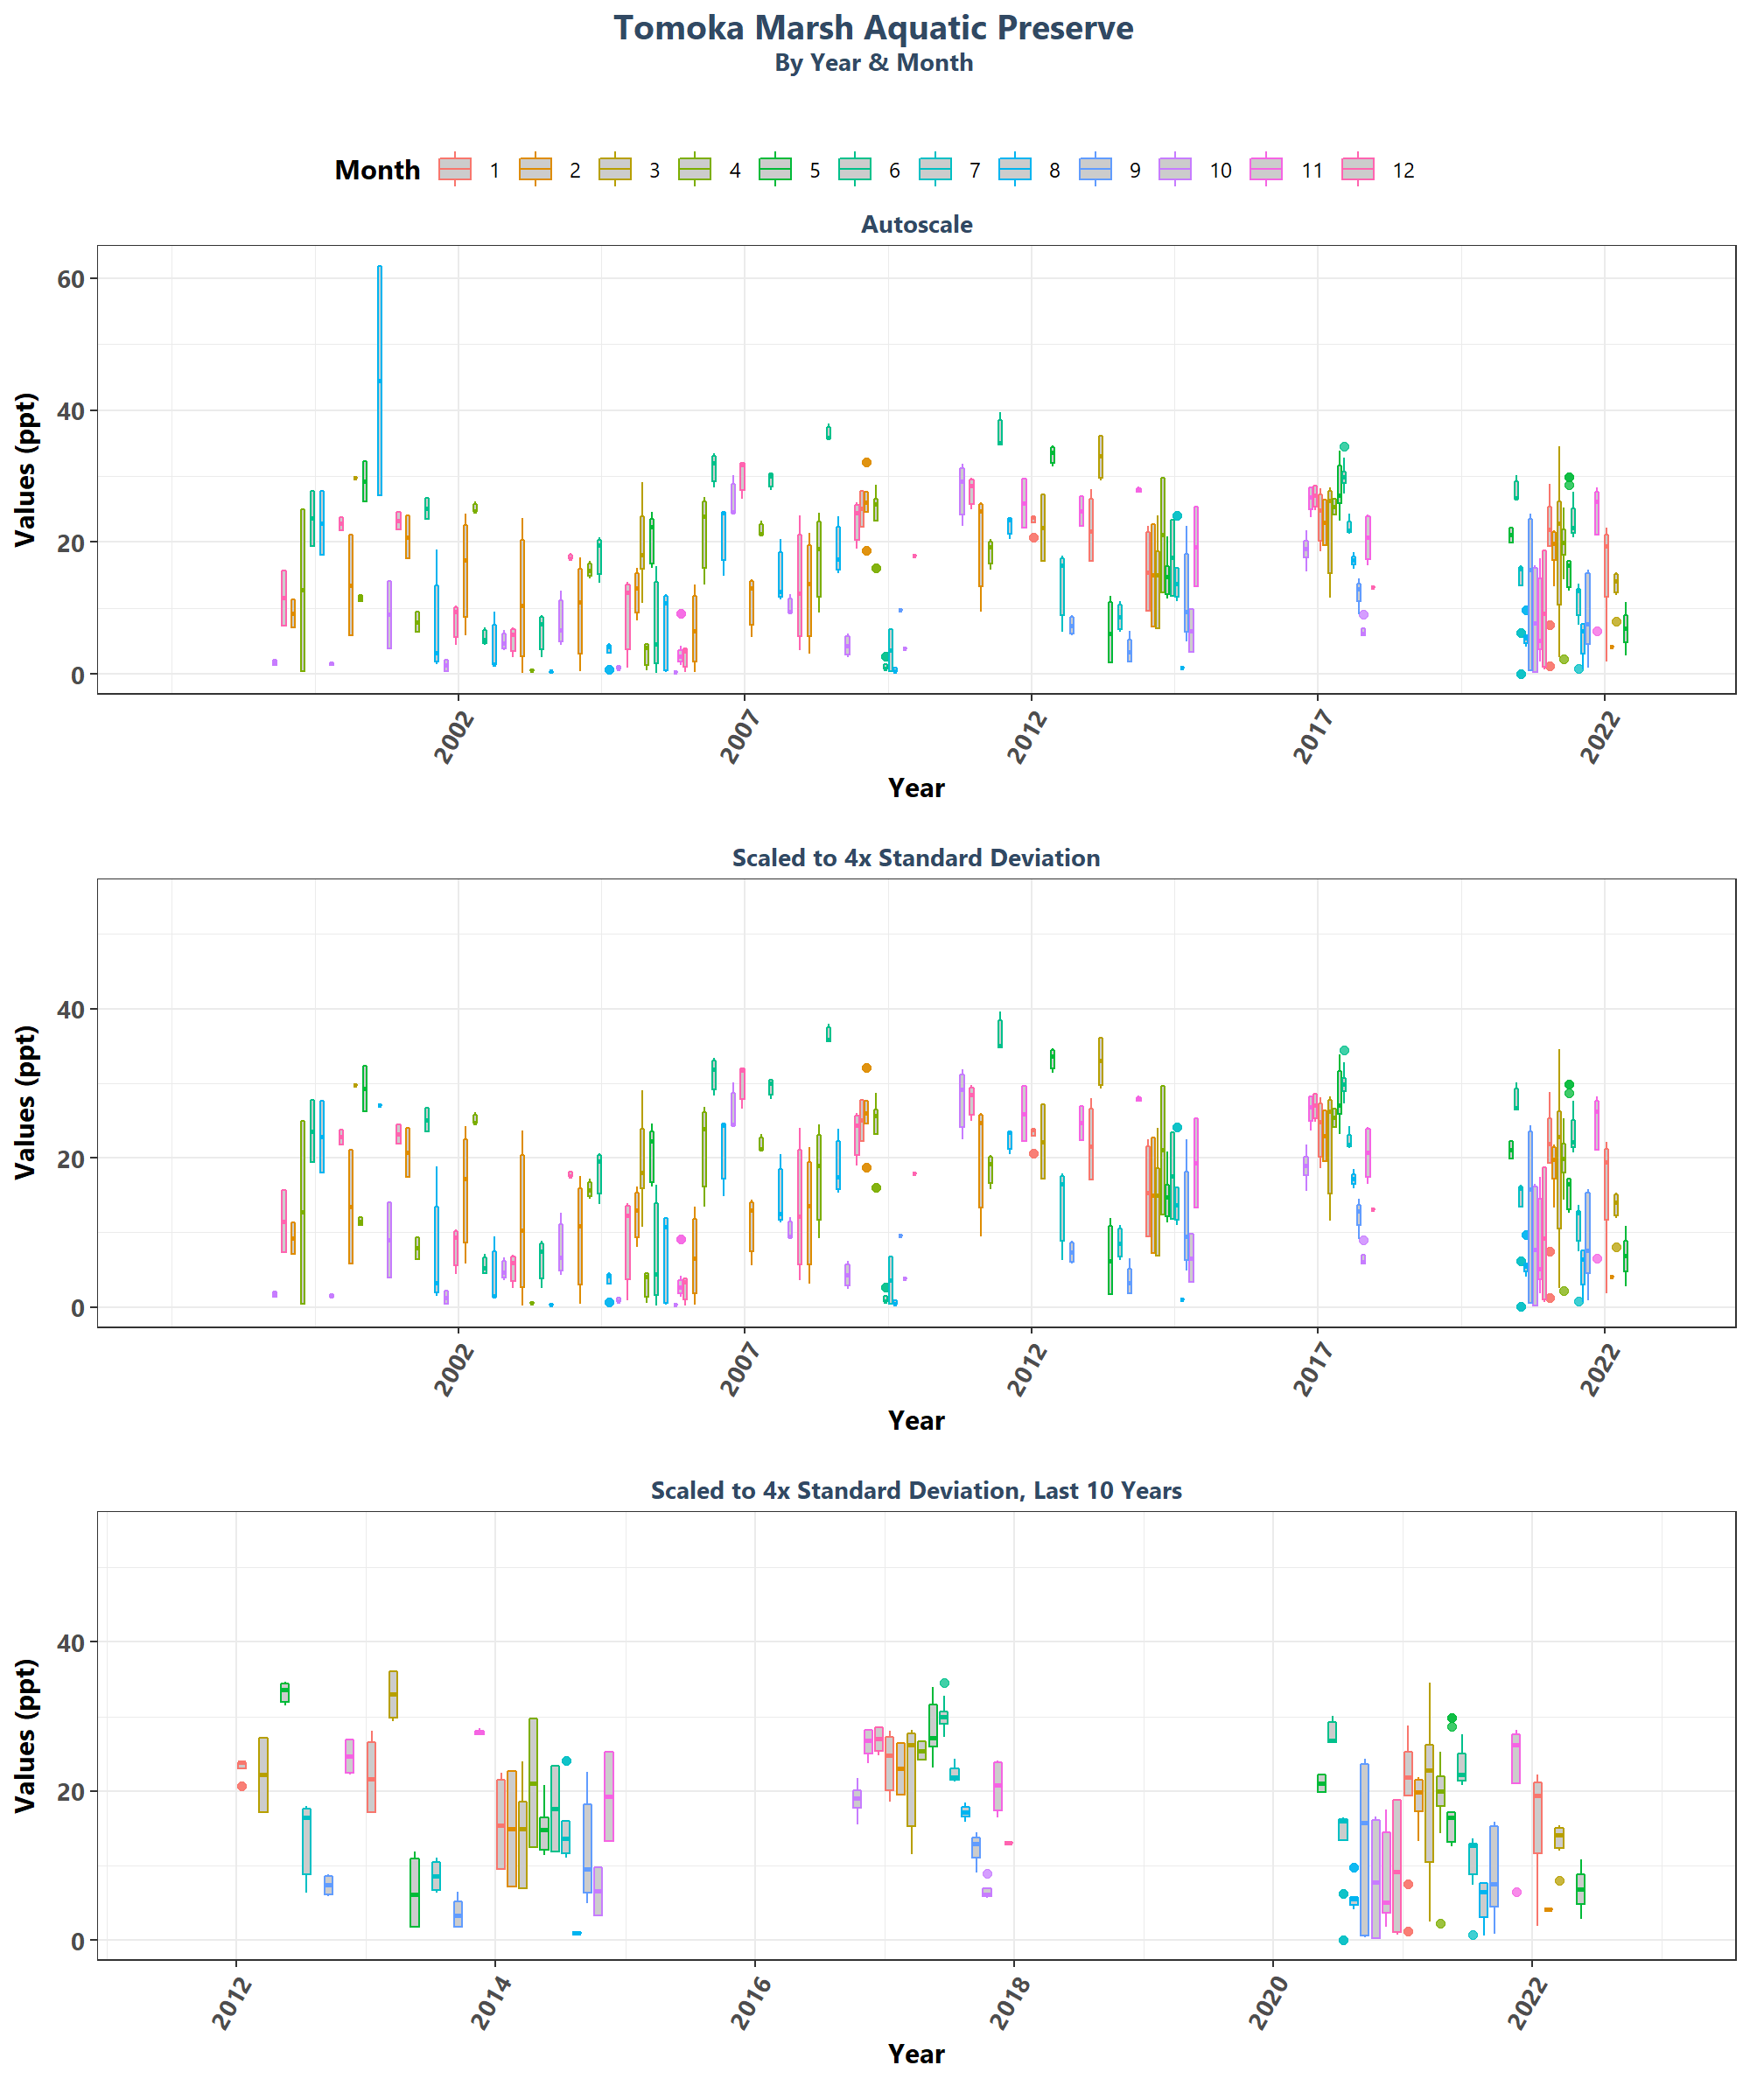 Tomoka Marsh Aquatic Preserve
By Year & Month
Month 1 2 3 4 5 6 7 8 9 10 11 12
Autoscale
Values (ppt)
60
40
20
0
2002 2007 2012 2017 2022
Year
Scaled to 4x Standard Deviation
Values (ppt)
40
20
0
2002 2007 2012 2017 2022
Year
Scaled to 4x Standard Deviation, Last 10 Years
Values (ppt)
40
20
0
2012 2014 2016 2018 2020 2022
Year